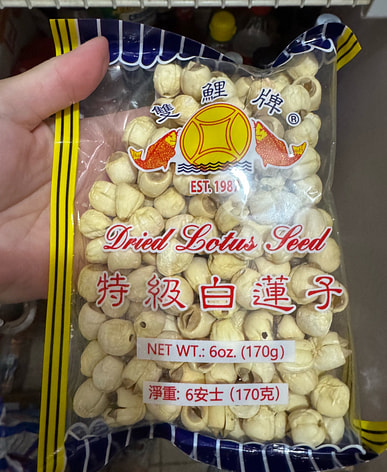 雙鯉牌®
EST. 1981
Dried Lotus Seed
特級白蓮子
NET WT.: 6oz. (170g)
淨重: 6安士 (170克)